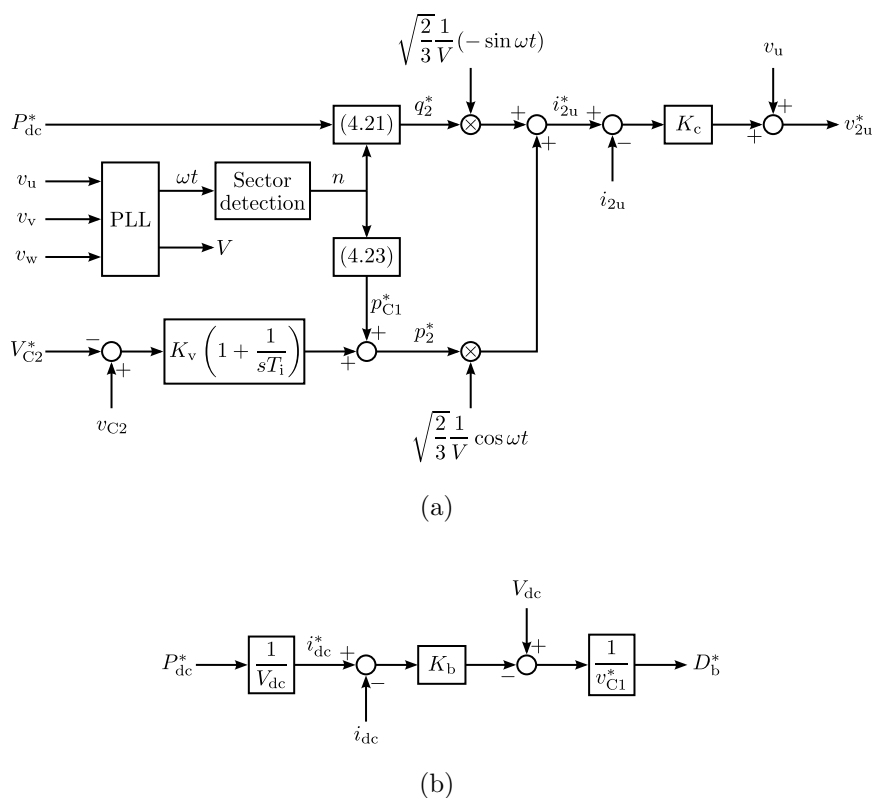 √(2/3) 1/V (− sin ωt)
v_u
P*_dc
(4.21)
q*_2
⊗
+
+
i*_2u
+
−
K_c
+
+
v*_2u
i_2u
v_u
v_v
v_w
PLL
ωt
V
Sector
detection
n
(4.23)
p*_C1
V*_C2
−
+
K_v (1 + 1/(sT_i))
+
+
p*_2
⊗
v_C2
√(2/3) 1/V cos ωt
(a)
V_dc
P*_dc
1/V_dc
i*_dc
+
−
K_b
−
+
1/v*_C1
D*_b
i_dc
(b)